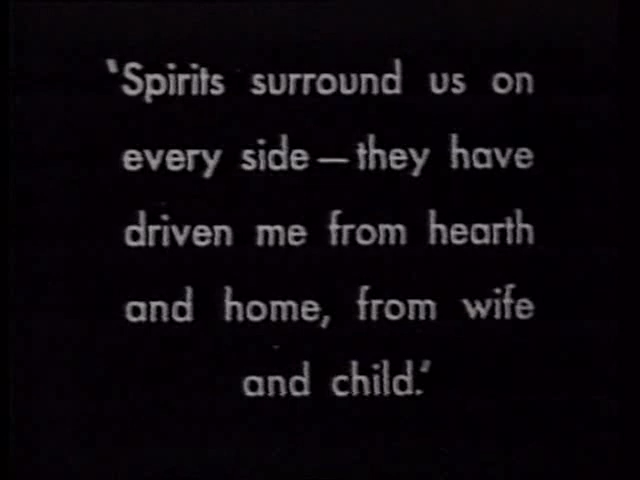 'Spirits surround us on
every side—they have
driven me from hearth
and home, from wife
and child.'